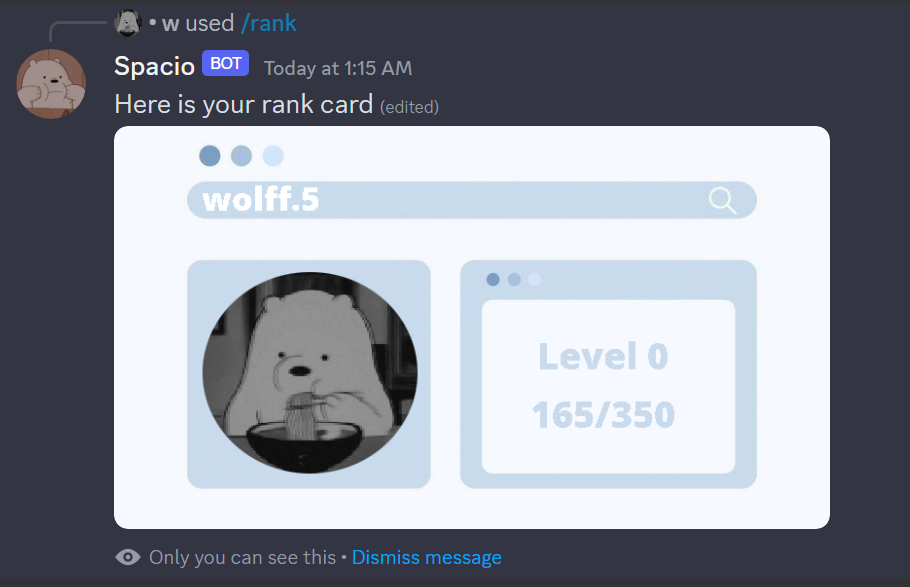 • w used /rank
Spacio BOT Today at 1:15 AM
Here is your rank card (edited)
wolff.5
Level 0
165/350
Only you can see this • Dismiss message